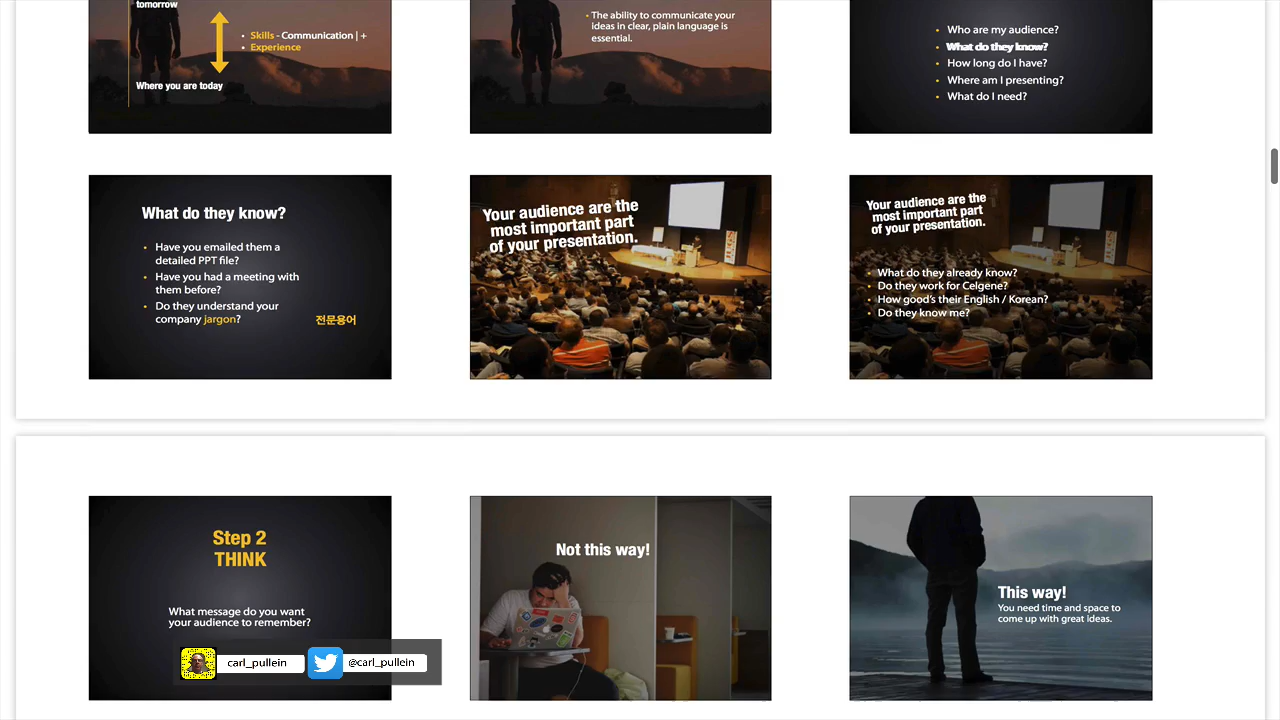 tomorrow
• Skills - Communication | +
• Experience
Where you are today
• The ability to communicate your
ideas in clear, plain language is
essential.
• Who are my audience?
• What do they know?
• How long do I have?
• Where am I presenting?
• What do I need?
What do they know?
• Have you emailed them a
detailed PPT file?
• Have you had a meeting with
them before?
• Do they understand your
company jargon?
전문용어
Your audience are the
most important part
of your presentation.
Your audience are the
most important part
of your presentation.
• What do they already know?
• Do they work for Celgene?
• How good's their English / Korean?
• Do they know me?
Step 2
THINK
What message do you want
your audience to remember?
Not this way!
This way!
You need time and space to
come up with great ideas.
carl_pullein
@carl_pullein